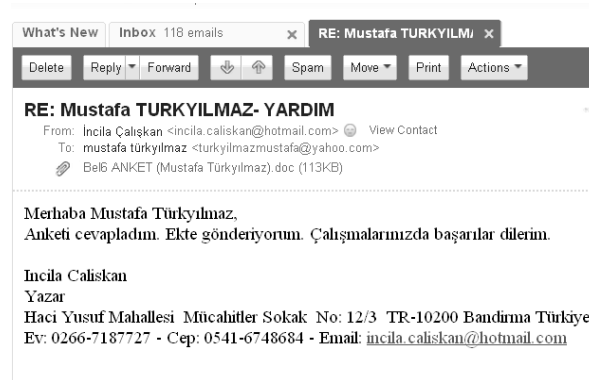 What's New Inbox 118 emails × RE: Mustafa TURKYILM ×
Delete Reply Forward Spam Move Print Actions
RE: Mustafa TURKYILMAZ- YARDIM
From: İncila Çalışkan <incila.caliskan@hotmail.com> View Contact
To: mustafa türkyılmaz <turkyilmazmustafa@yahoo.com>
Bel6 ANKET (Mustafa Türkyılmaz).doc (113KB)
Merhaba Mustafa Türkyılmaz,
Anketi cevapladım. Ekte gönderiyorum. Çalışmalarınızda başarılar dilerim.
Incila Caliskan
Yazar
Haci Yusuf Mahallesi Mücahitler Sokak No: 12/3 TR-10200 Bandirma Türkiye
Ev: 0266-7187727 - Cep: 0541-6748684 - Email: incila.caliskan@hotmail.com